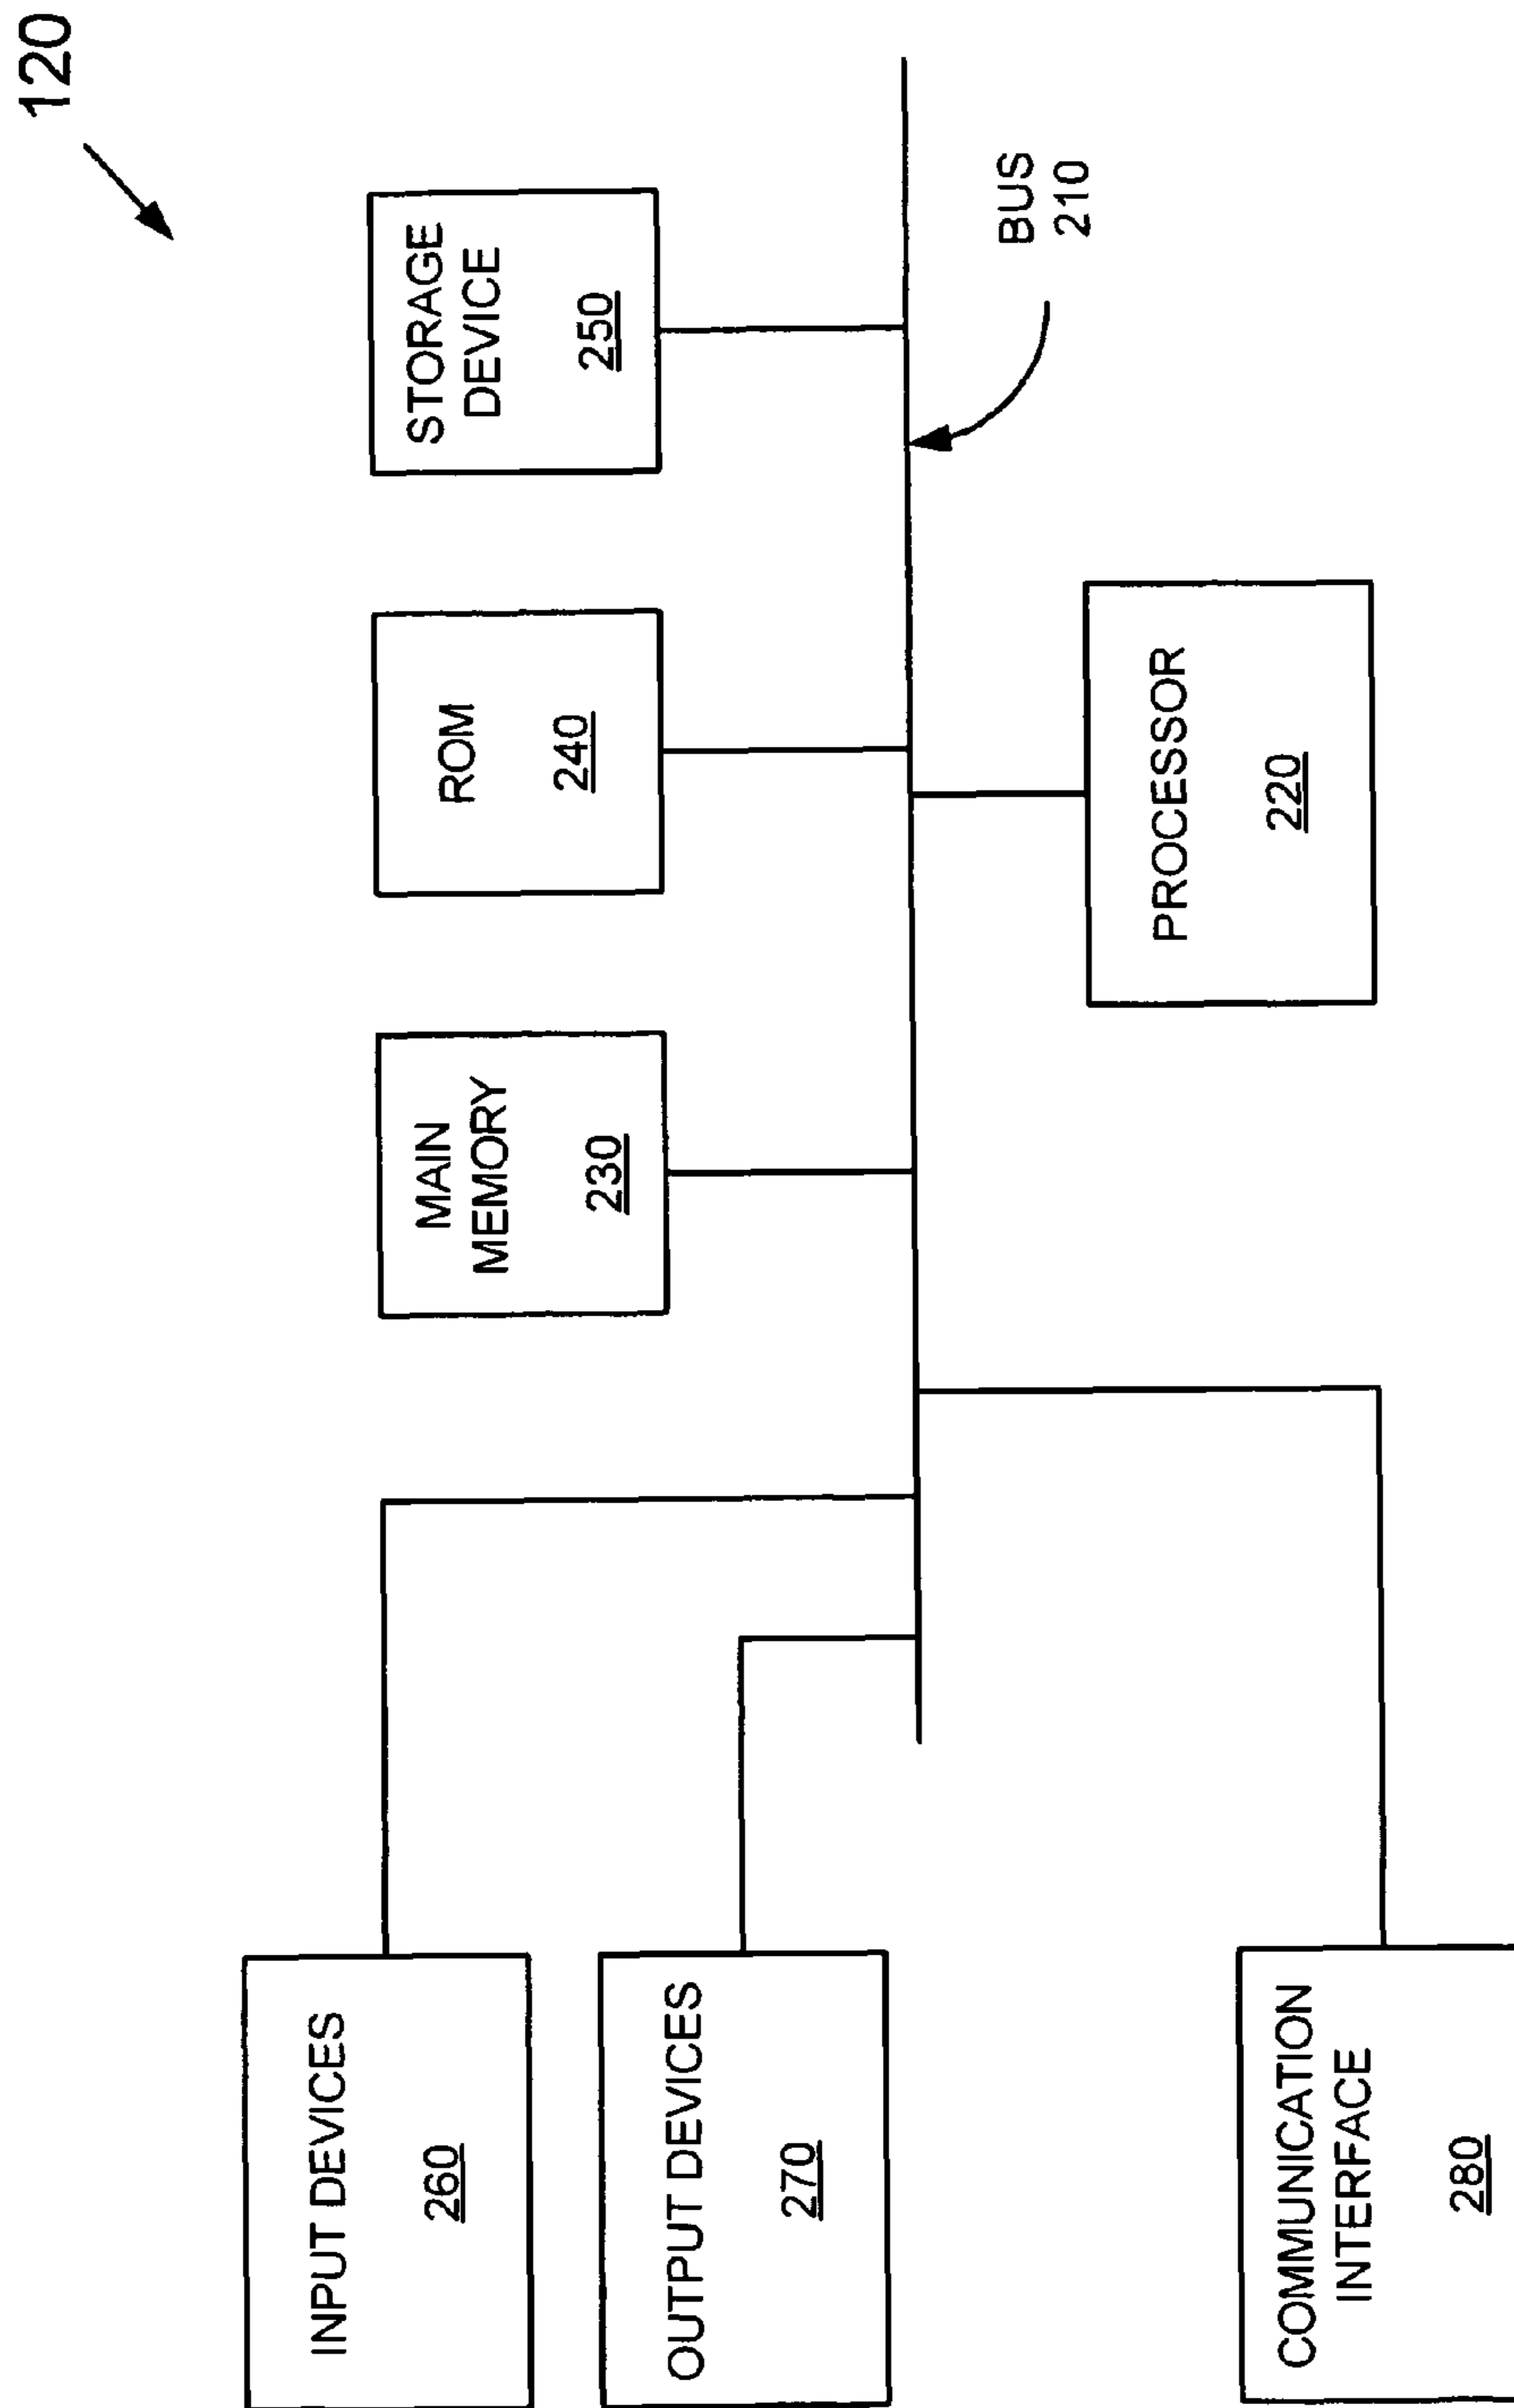 120
MAIN
MEMORY
230
ROM
240
STORAGE
DEVICE
250
INPUT DEVICES
260
OUTPUT DEVICES
270
BUS
210
PROCESSOR
220
COMMUNICATION
INTERFACE
280